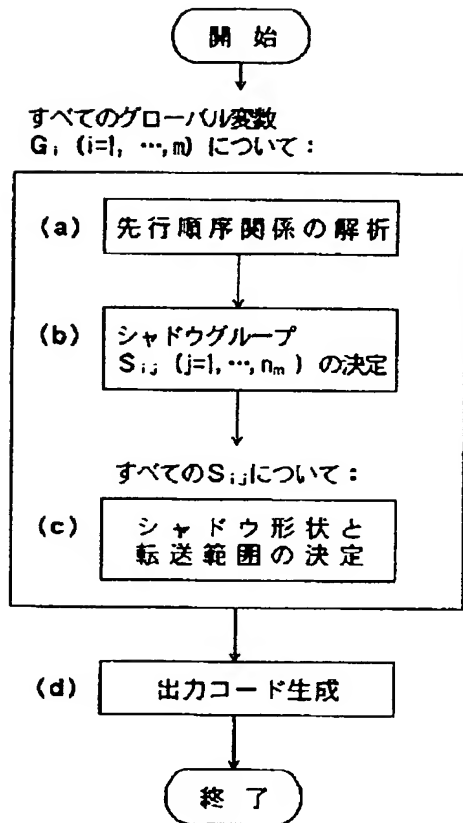 開 始
すべてのグローバル変数
Gi (i=1, …,m) について：
(a) 先行順序関係の解析
(b) シャドウグループ
Sij (j=1,…,nm) の決定
すべてのSijについて：
(c) シャドウ形状と
転送範囲の決定
(d) 出力コード生成
終 了